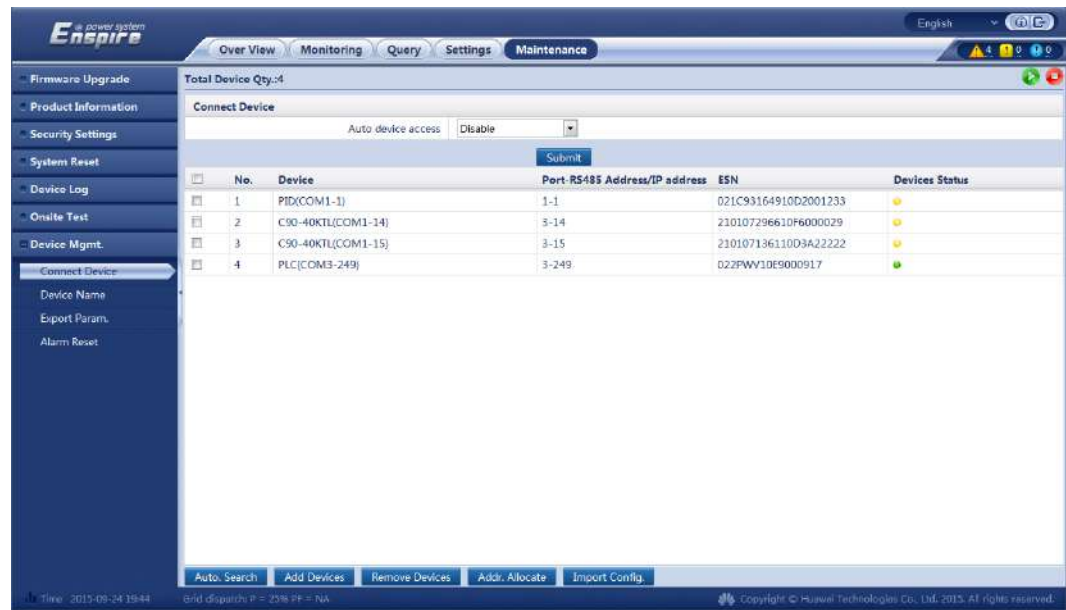 Enspire
e power system
English
Over View Monitoring Query Settings Maintenance
4 0 0
Firmware Upgrade
Product Information
Security Settings
System Reset
Device Log
Onsite Test
Device Mgmt.
Connect Device
Device Name
Export Param.
Alarm Reset
Total Device Qty.:4
Connect Device
Auto device access Disable
Submit
No. Device Port-RS485 Address/IP address ESN Devices Status
1 PID(COM1-1) 1-1 021C93164910D2001233
2 C90-40KTL(COM1-14) 3-14 210107296610F6000029
3 C90-40KTL(COM1-15) 3-15 210107136110D3A22222
4 PLC(COM3-249) 3-249 022PWV10E9000917
Auto. Search Add Devices Remove Devices Addr. Allocate Import Config.
Time 2015-09-24 19:44 Grid dispatch: P = 25% PF = NA Copyright © Huawei Technologies Co., Ltd. 2015. All rights reserved.